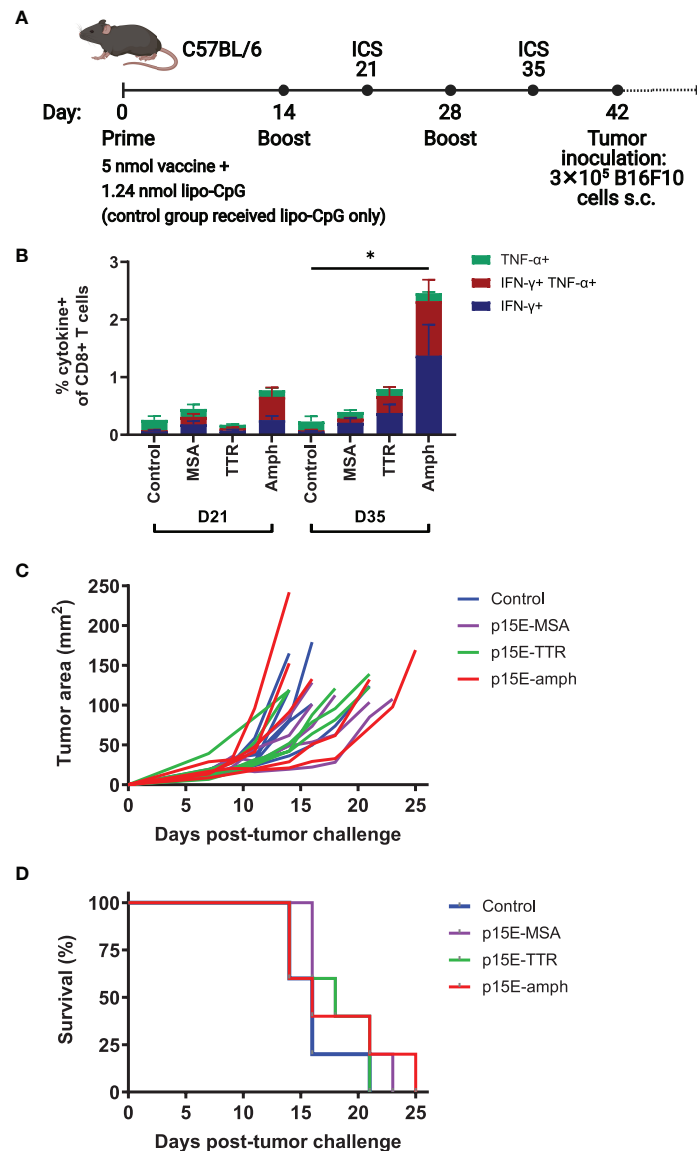 A
C57BL/6
ICS
21
ICS
35
Day:
0
14
28
42
Prime
Boost
Boost
Tumor
inoculation:
3×10⁵ B16F10
cells s.c.
5 nmol vaccine +
1.24 nmol lipo-CpG
(control group received lipo-CpG only)
B
% cytokine+
of CD8+ T cells
3
2
1
0
*
TNF-α+
IFN-γ+ TNF-α+
IFN-γ+
Control
MSA
TTR
Amph
Control
MSA
TTR
Amph
D21
D35
C
Tumor area (mm²)
250
200
150
100
50
0
0 5 10 15 20 25
Days post-tumor challenge
Control
p15E-MSA
p15E-TTR
p15E-amph
D
Survival (%)
100
75
50
25
0
0 5 10 15 20 25
Days post-tumor challenge
Control
p15E-MSA
p15E-TTR
p15E-amph